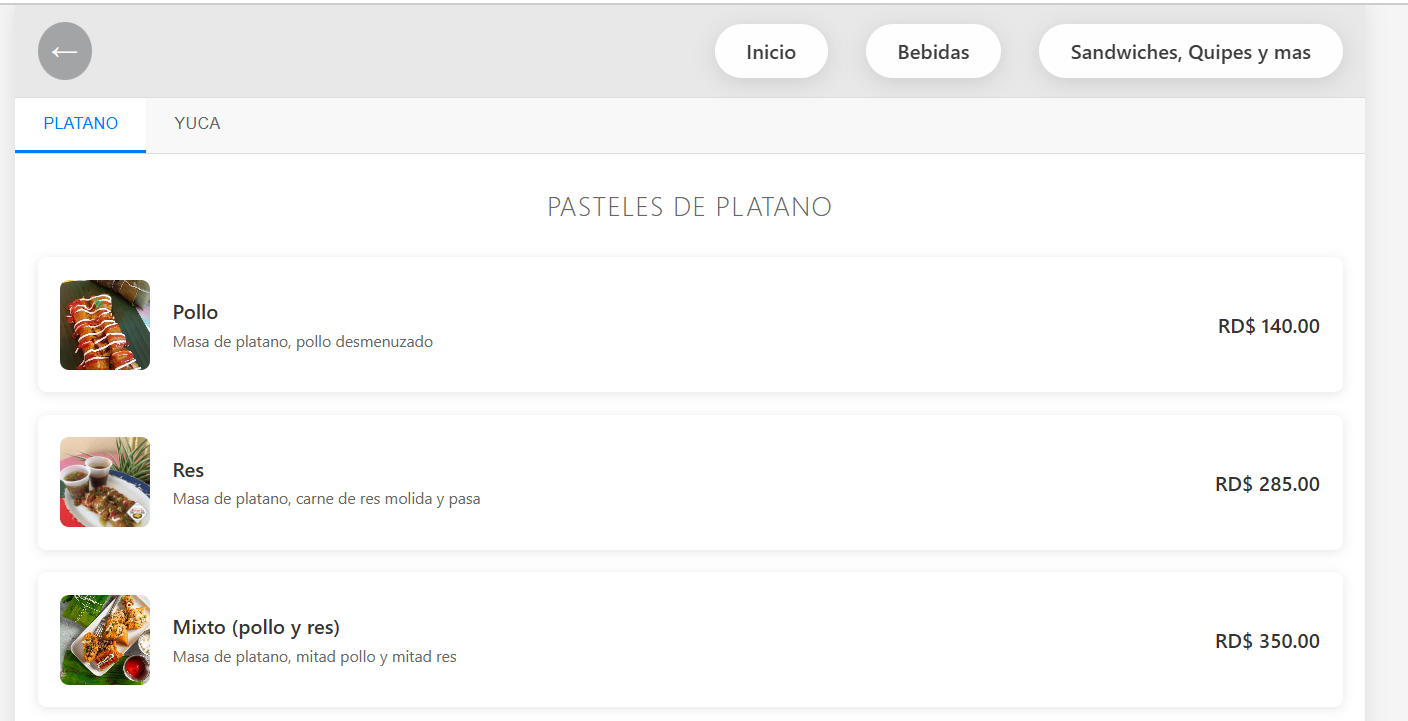 ←
Inicio
Bebidas
Sandwiches, Quipes y mas
PLATANO
YUCA
PASTELES DE PLATANO
Pollo
Masa de platano, pollo desmenuzado
RD$ 140.00
Res
Masa de platano, carne de res molida y pasa
RD$ 285.00
Mixto (pollo y res)
Masa de platano, mitad pollo y mitad res
RD$ 350.00